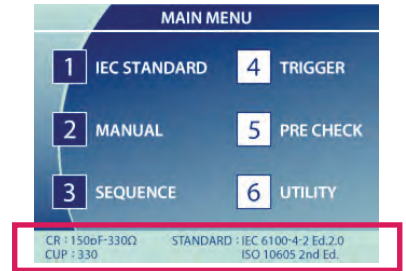 MAIN MENU
1 IEC STANDARD
4 TRIGGER
2 MANUAL
5 PRE CHECK
3 SEQUENCE
6 UTILITY
CR : 150pF-330Ω STANDARD : IEC 6100-4-2 Ed.2.0
CUP : 330 ISO 10605 2nd Ed.